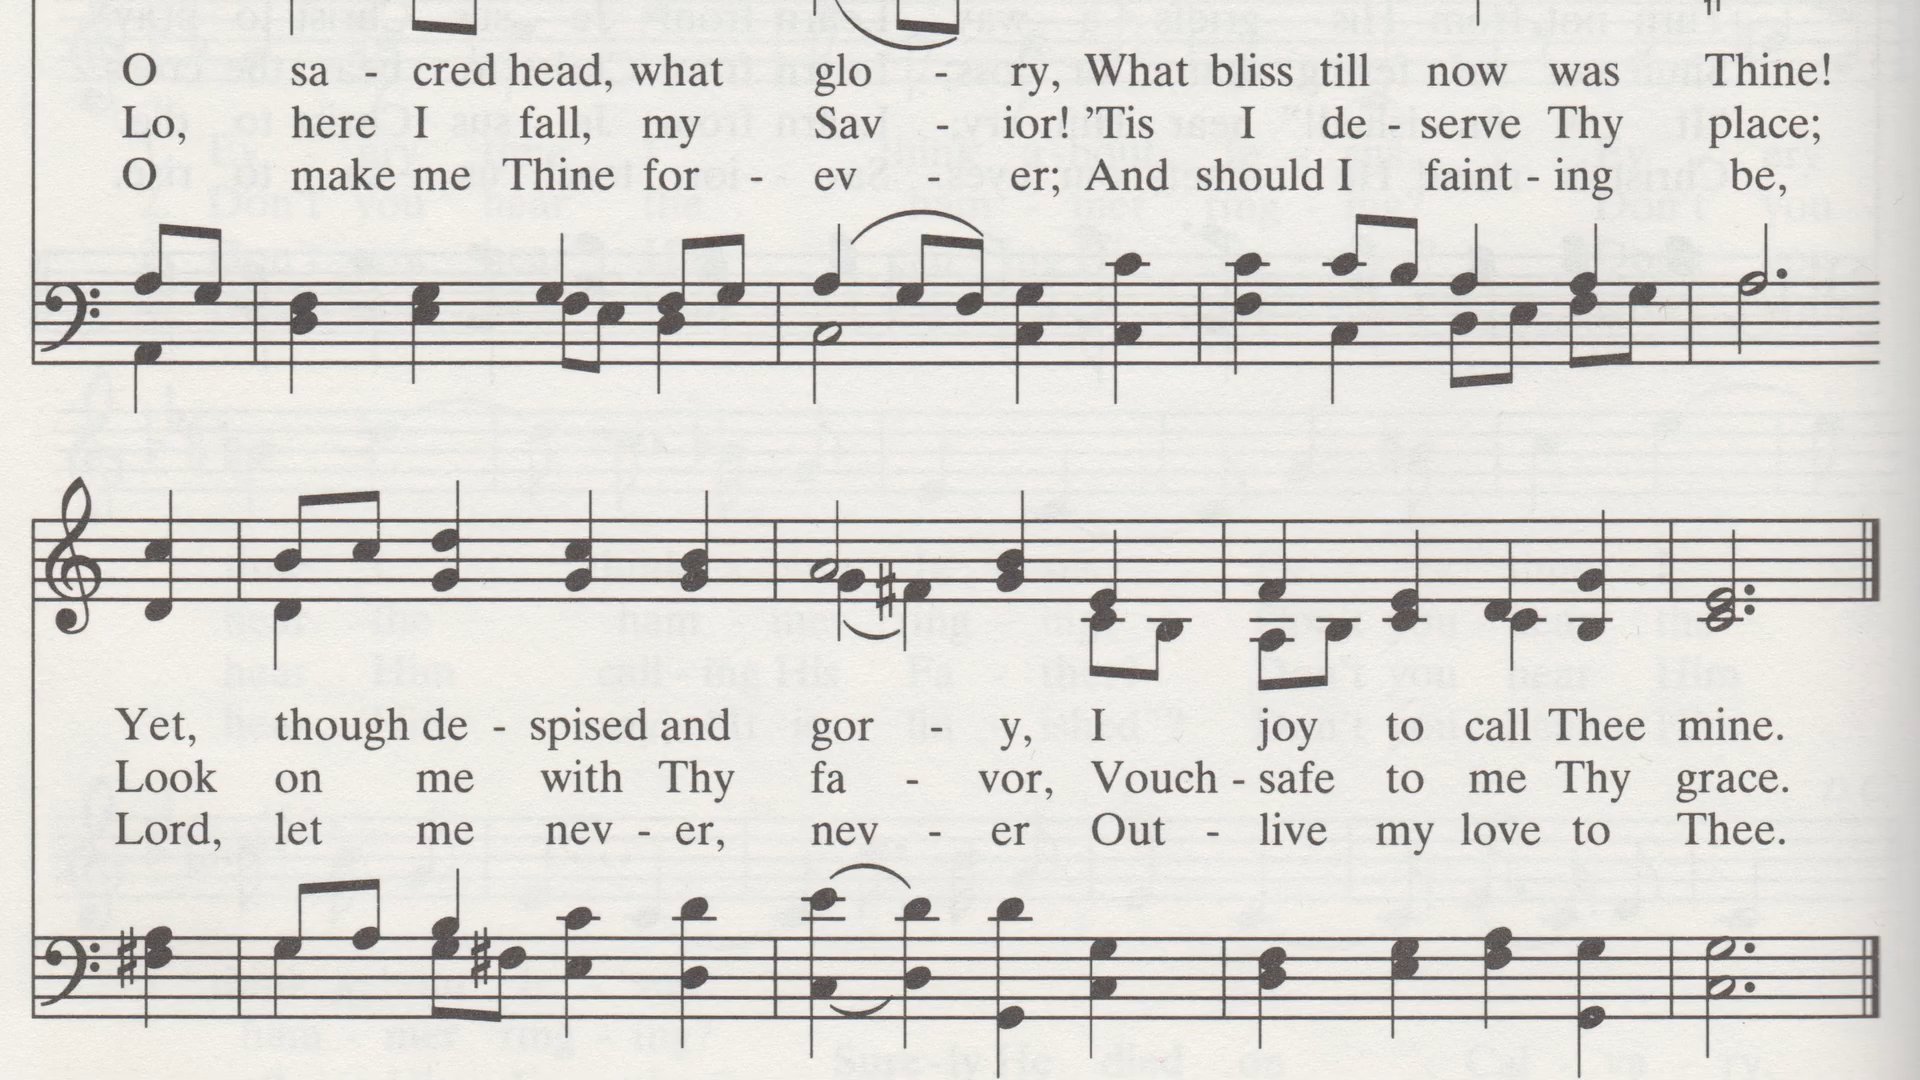 O sa - cred head, what glo - ry, What bliss till now was Thine!
Lo, here I fall, my Sav - ior! ’Tis I de - serve Thy place;
O make me Thine for - ev - er; And should I faint - ing be,
Yet, though de - spised and gor - y, I joy to call Thee mine.
Look on me with Thy fa - vor, Vouch - safe to me Thy grace.
Lord, let me nev - er, nev - er Out - live my love to Thee.